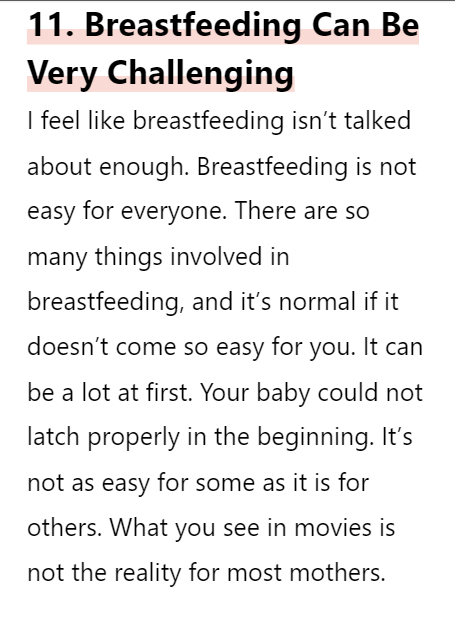 11. Breastfeeding Can Be
Very Challenging
I feel like breastfeeding isn’t talked
about enough. Breastfeeding is not
easy for everyone. There are so
many things involved in
breastfeeding, and it’s normal if it
doesn’t come so easy for you. It can
be a lot at first. Your baby could not
latch properly in the beginning. It’s
not as easy for some as it is for
others. What you see in movies is
not the reality for most mothers.